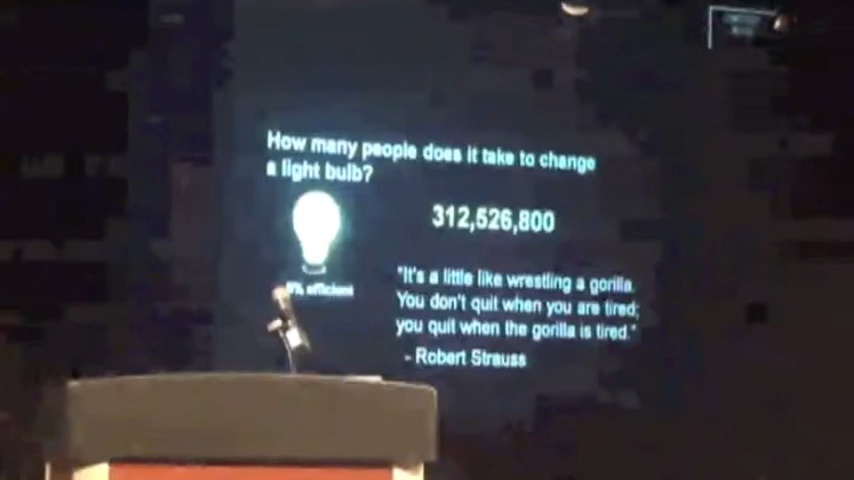 How many people does it take to change
a light bulb?
312,526,800
% efficient
"It's a little like wrestling a gorilla.
You don't quit when you are tired;
you quit when the gorilla is tired."
- Robert Strauss